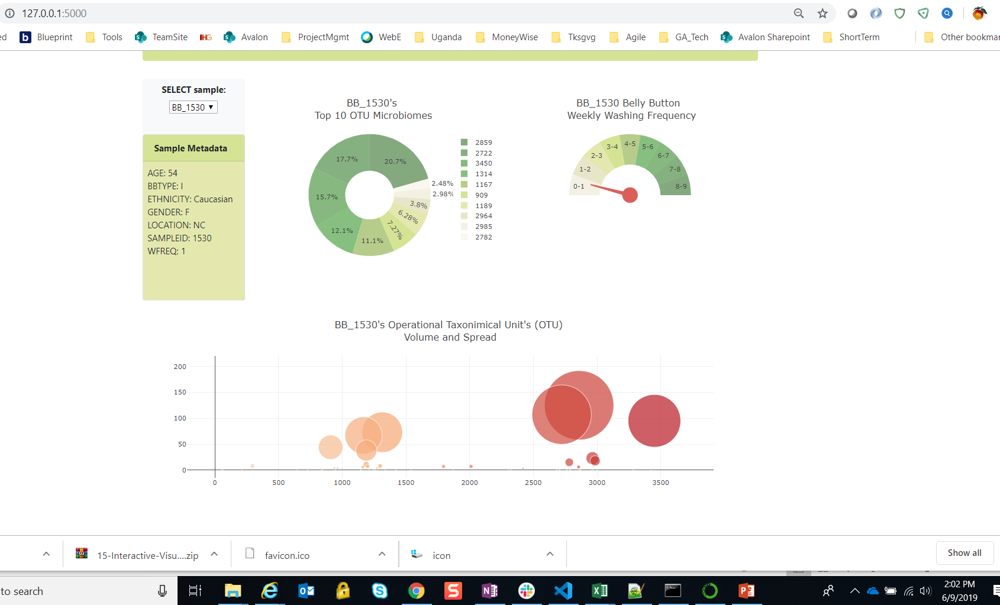 127.0.0.1:5000
ed
Blueprint
Tools
TeamSite
IHG
Avalon
ProjectMgmt
WebE
Uganda
MoneyWise
Tksgvg
Agile
GA_Tech
Avalon Sharepoint
ShortTerm
Other bookmar
SELECT sample:
BB_1530
Sample Metadata
AGE: 54
BBTYPE: I
ETHNICITY: Caucasian
GENDER: F
LOCATION: NC
SAMPLEID: 1530
WFREQ: 1
BB_1530's
Top 10 OTU Microbiomes
20.7%
17.7%
15.7%
12.1%
11.1%
7.27%
6.28%
3.8%
2.98%
2.48%
2859
2722
3450
1314
1167
909
1189
2964
2985
2782
BB_1530 Belly Button
Weekly Washing Frequency
0-1
1-2
2-3
3-4
4-5
5-6
6-7
7-8
8-9
BB_1530's Operational Taxonimical Unit's (OTU)
Volume and Spread
200
150
100
50
0
0 500 1000 1500 2000 2500 3000 3500
15-Interactive-Visu....zip
favicon.ico
icon
Show all
to search
2:02 PM
6/9/2019